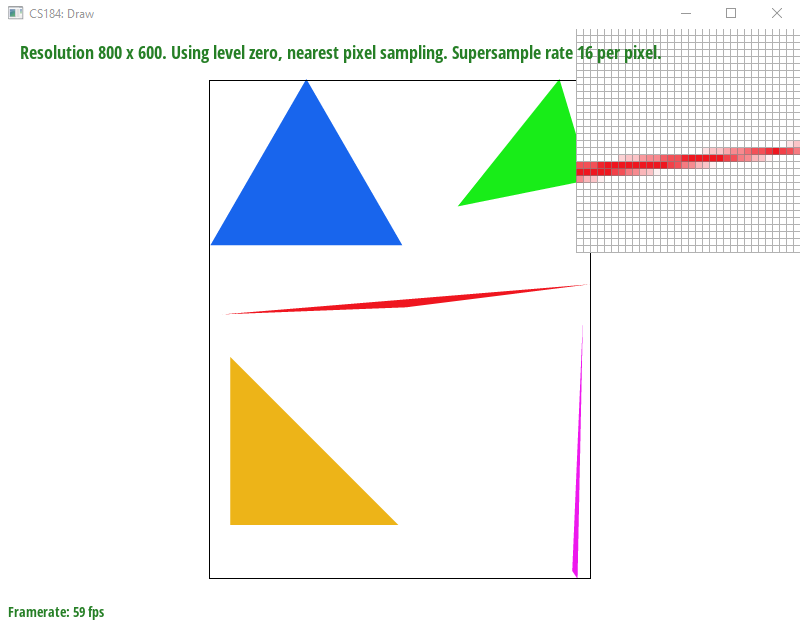 CS184: Draw
Resolution 800 x 600. Using level zero, nearest pixel sampling. Supersample rate 16 per pixel.
Framerate: 59 fps